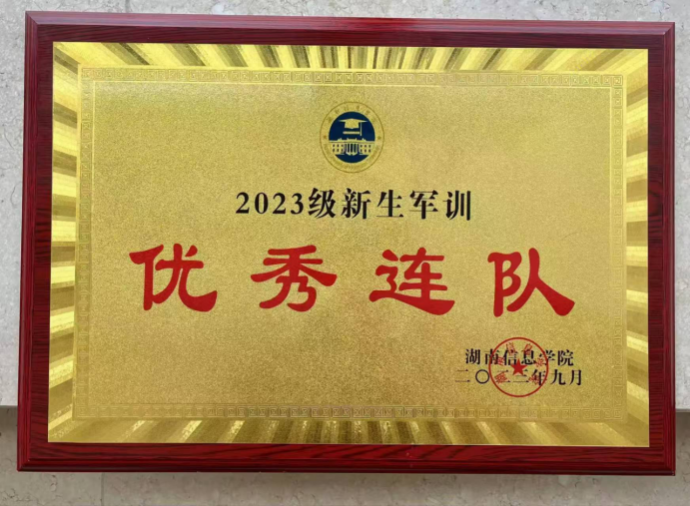 2023级新生军训
优秀连队
湖南信息学院
二〇二三年九月